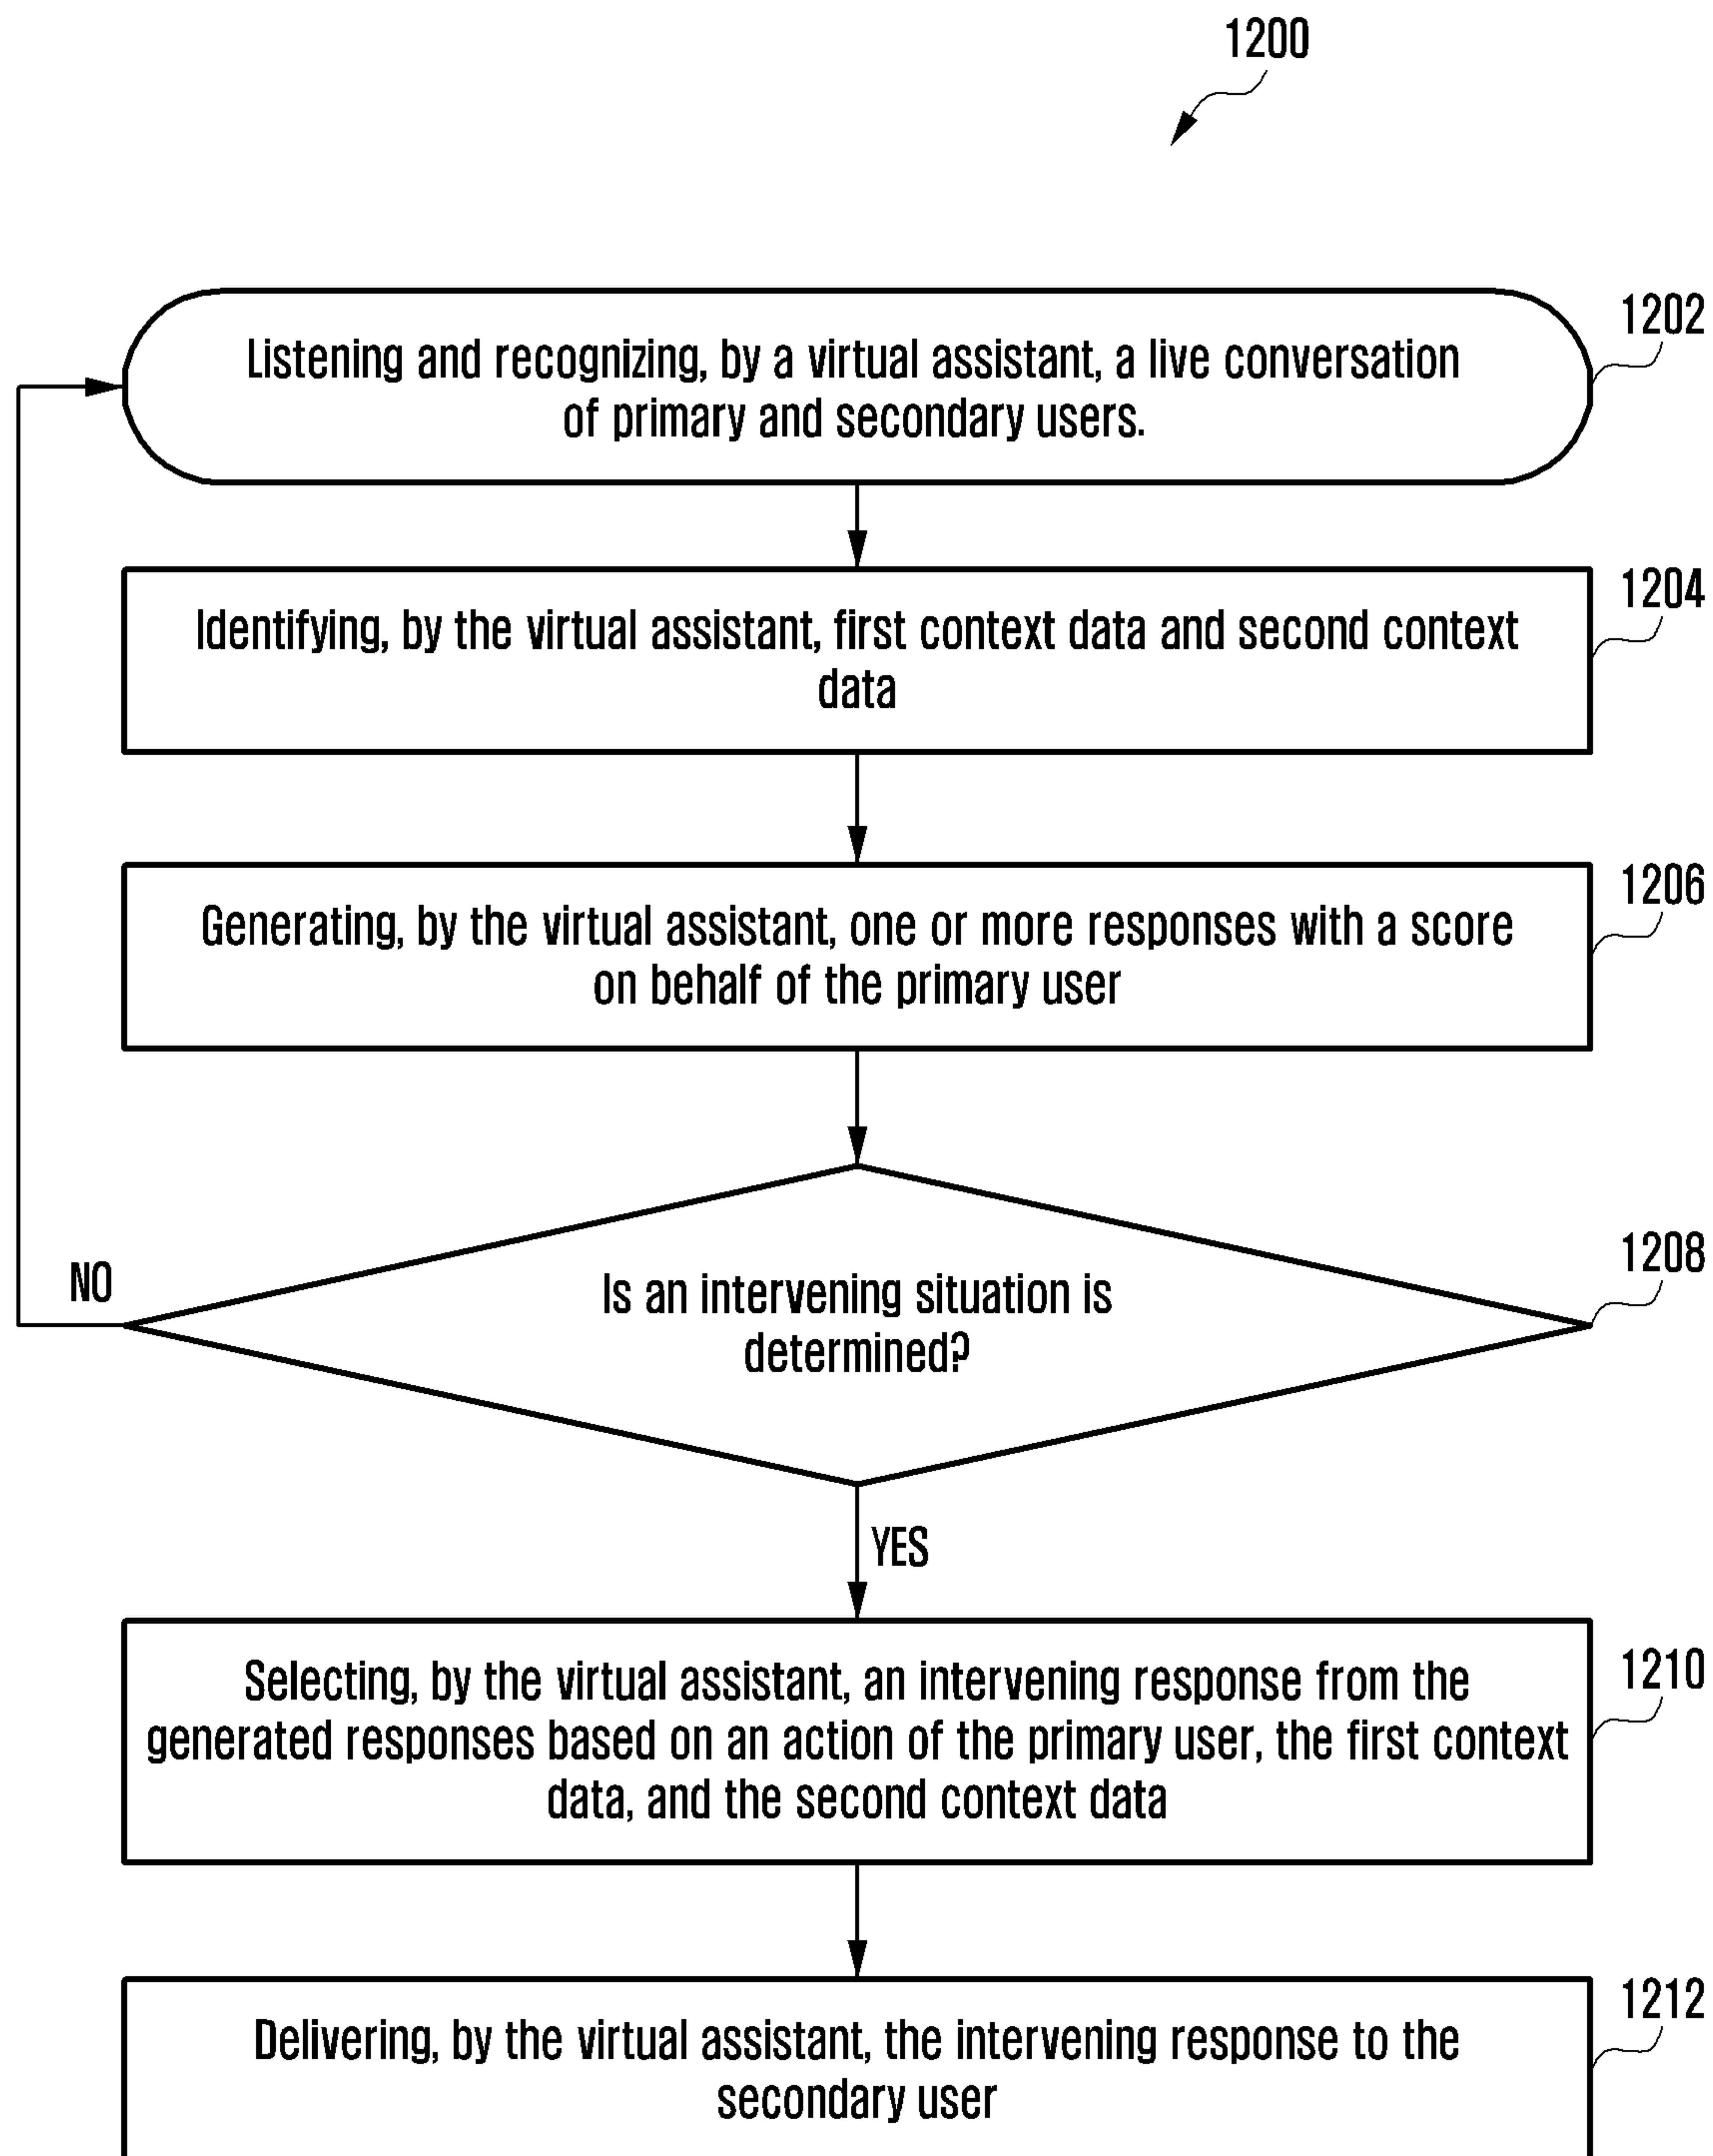 1200
1202
Listening and recognizing, by a virtual assistant, a live conversation
of primary and secondary users.
1204
Identifying, by the virtual assistant, first context data and second context
data
1206
Generating, by the virtual assistant, one or more responses with a score
on behalf of the primary user
1208
NO
Is an intervening situation is
determined?
YES
1210
Selecting, by the virtual assistant, an intervening response from the
generated responses based on an action of the primary user, the first context
data, and the second context data
1212
Delivering, by the virtual assistant, the intervening response to the
secondary user